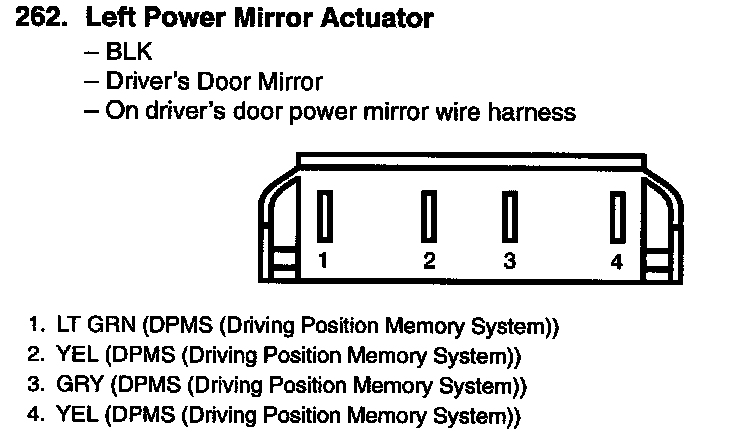 262. Left Power Mirror Actuator
– BLK
– Driver's Door Mirror
– On driver's door power mirror wire harness
1 2 3 4
1. LT GRN (DPMS (Driving Position Memory System))
2. YEL (DPMS (Driving Position Memory System))
3. GRY (DPMS (Driving Position Memory System))
4. YEL (DPMS (Driving Position Memory System))